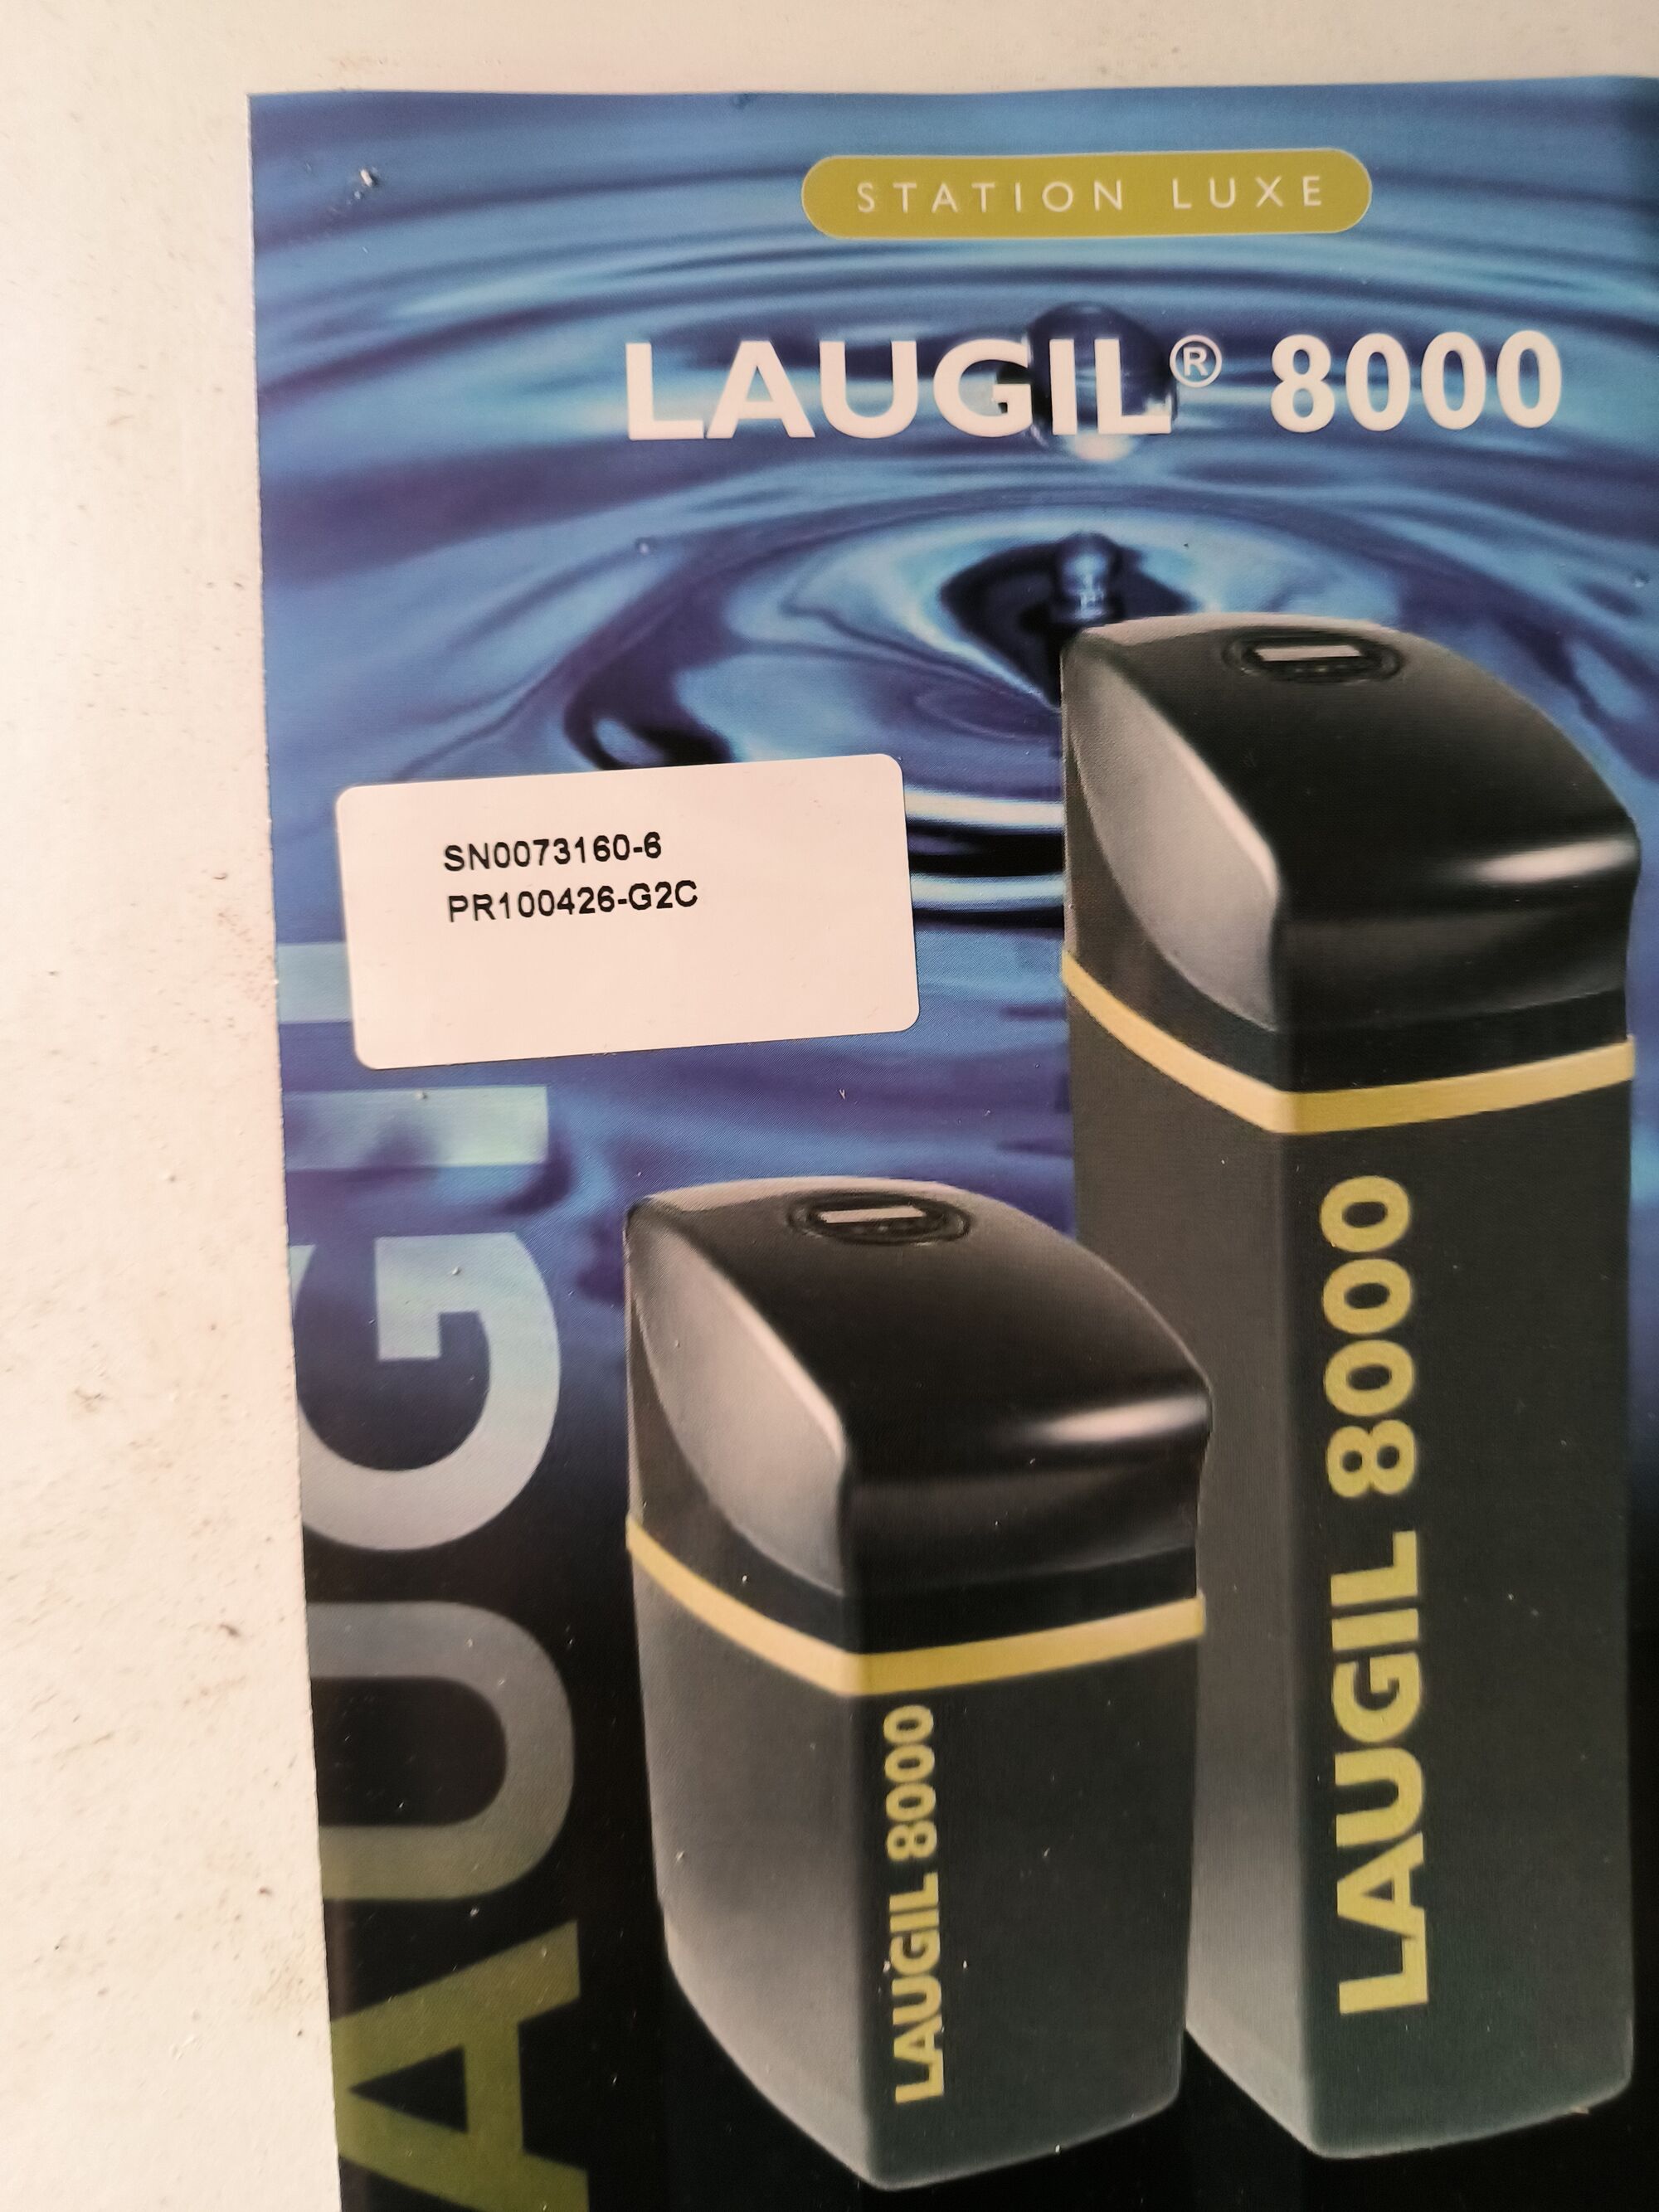 STATION LUXE
LAUGIL® 8000
SN0073160-6
PR100426-G2C
LAUGIL 8000
LAUGIL 8000